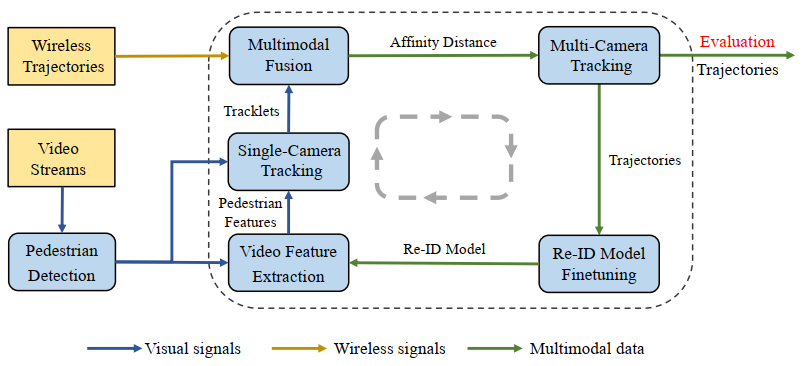 Wireless
Trajectories
Multimodal
Fusion
Affinity Distance
Multi-Camera
Tracking
Evaluation
Trajectories
Tracklets
Video
Streams
Single-Camera
Tracking
Trajectories
Pedestrian
Features
Pedestrian
Detection
Video Feature
Extraction
Re-ID Model
Re-ID Model
Finetuning
Visual signals
Wireless signals
Multimodal data